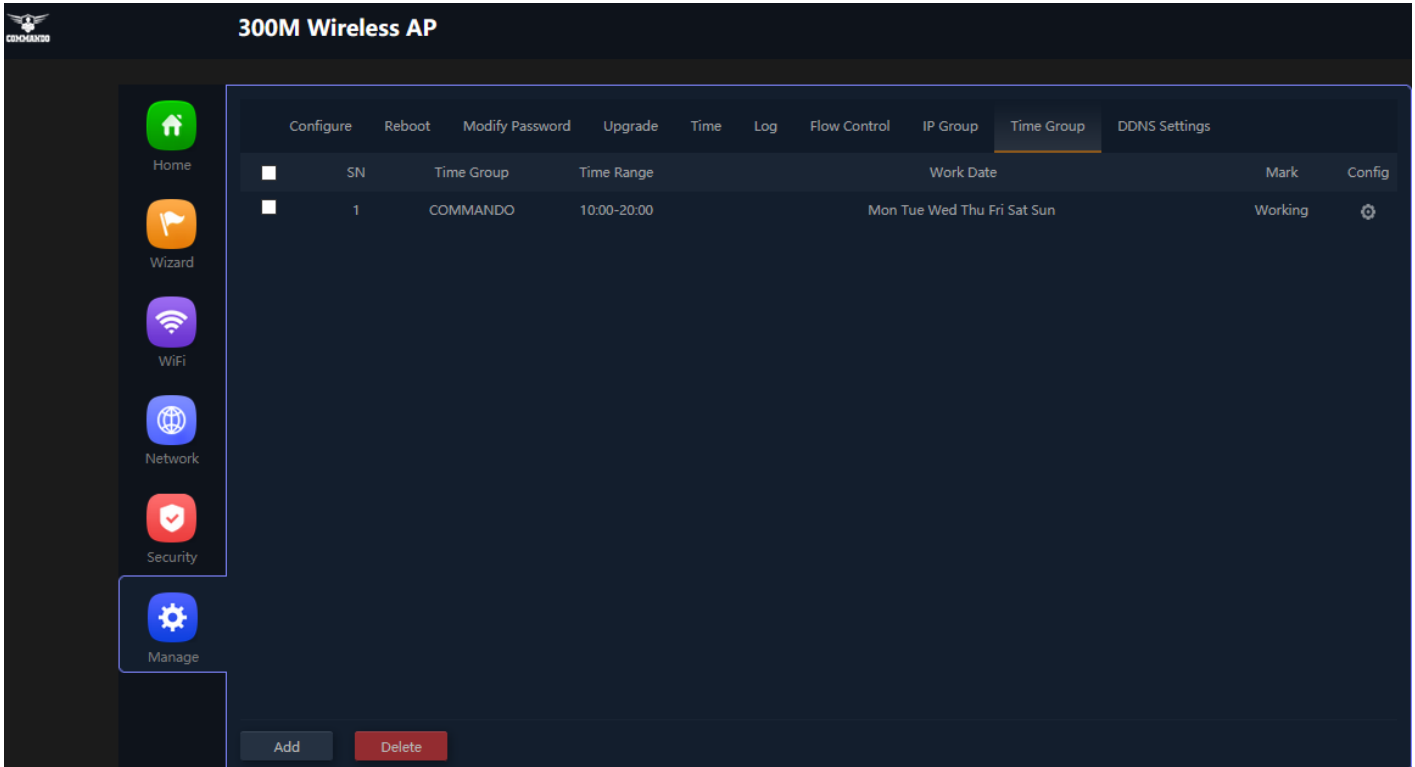 COMMANDO
300M Wireless AP
Configure Reboot Modify Password Upgrade Time Log Flow Control IP Group Time Group DDNS Settings
SN Time Group Time Range Work Date Mark Config
1 COMMANDO 10:00-20:00 Mon Tue Wed Thu Fri Sat Sun Working
Home
Wizard
WiFi
Network
Security
Manage
Add Delete